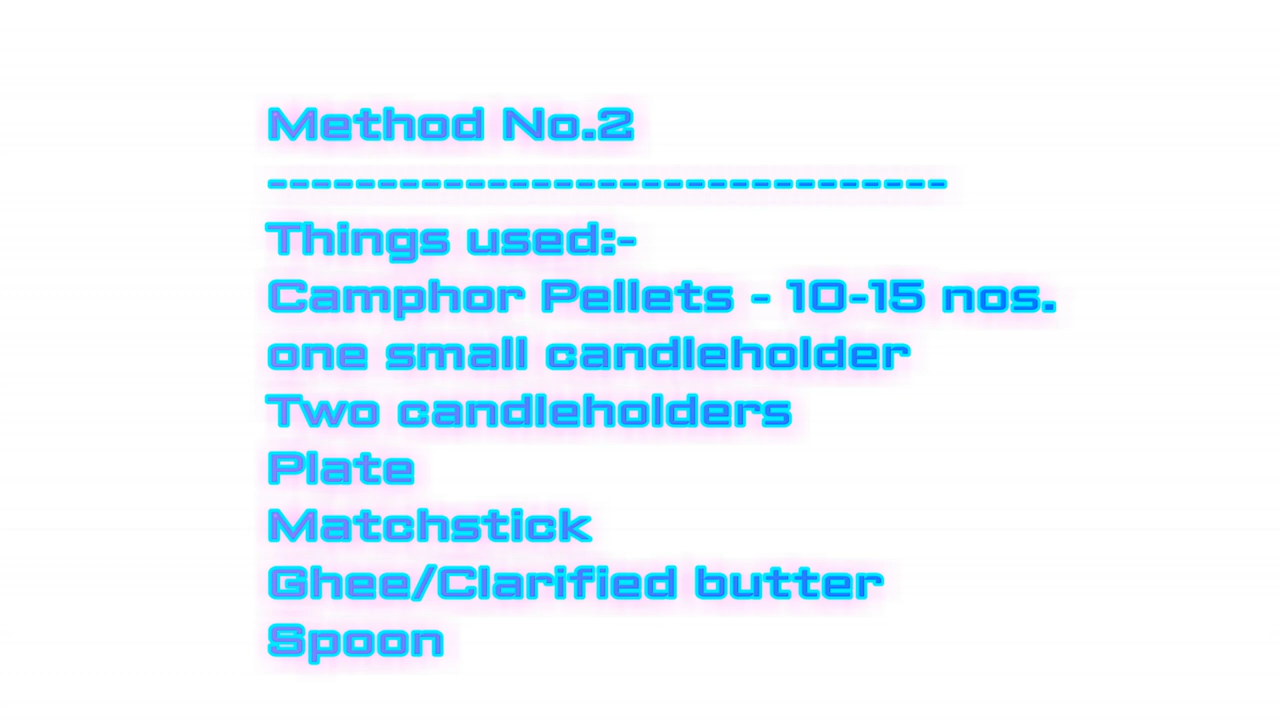 Method No.2
--------------------------------
Things used:-
Camphor Pellets - 10-15 nos.
one small candleholder
Two candleholders
Plate
Matchstick
Ghee/Clarified butter
Spoon